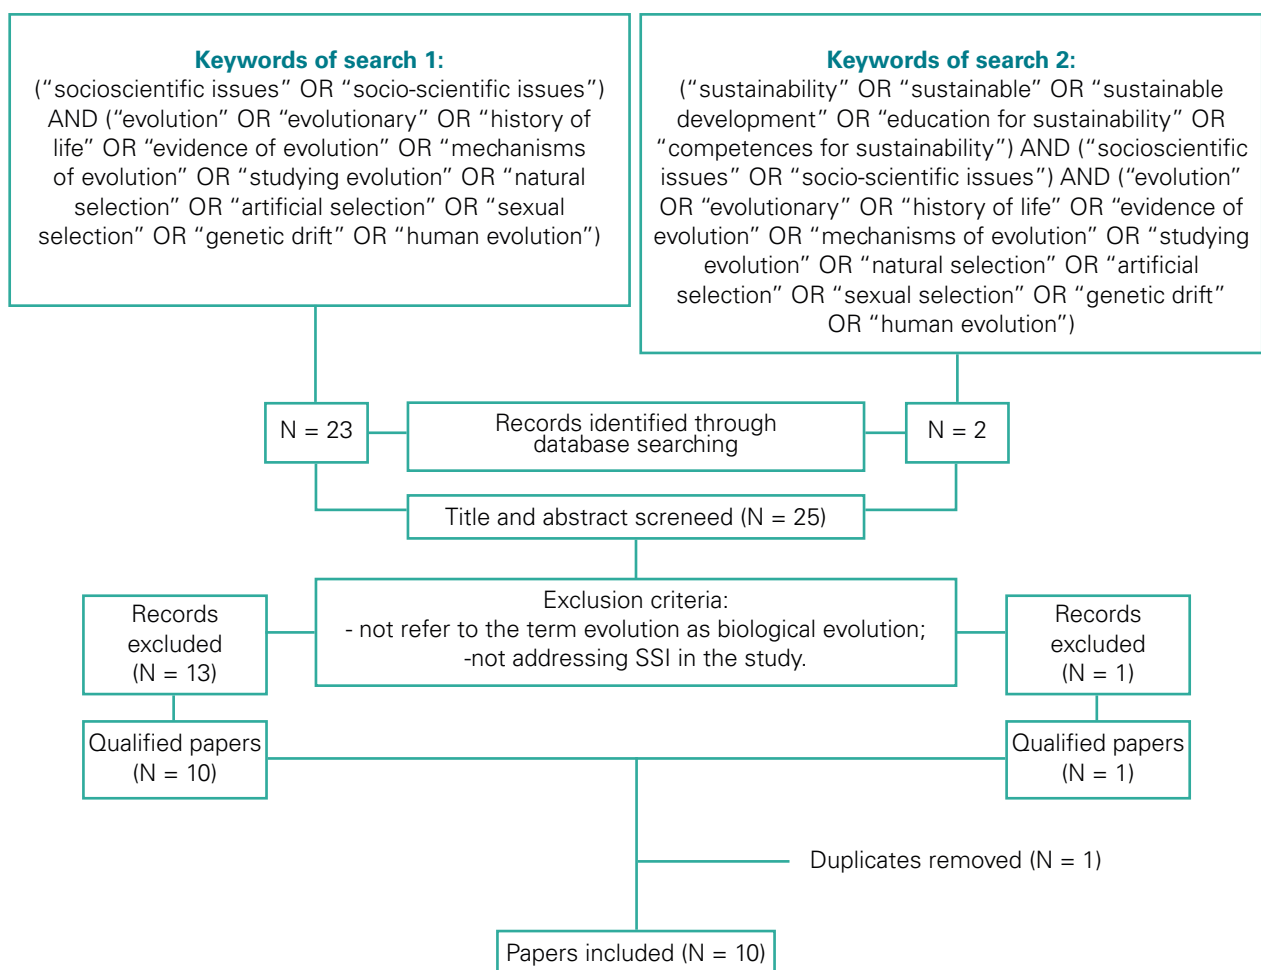 Keywords of search 1:
(“socioscientific issues” OR “socio-scientific issues”)
AND (“evolution” OR “evolutionary” OR “history of
life” OR “evidence of evolution” OR “mechanisms
of evolution” OR “studying evolution” OR “natural
selection” OR “artificial selection” OR “sexual
selection” OR “genetic drift” OR “human evolution”)
Keywords of search 2:
(“sustainability” OR “sustainable” OR “sustainable
development” OR “education for sustainability” OR
“competences for sustainability”) AND (“socioscientific
issues” OR “socio-scientific issues”) AND (“evolution”
OR “evolutionary” OR “history of life” OR “evidence of
evolution” OR “mechanisms of evolution” OR “studying
evolution” OR “natural selection” OR “artificial
selection” OR “sexual selection” OR “genetic drift”
OR “human evolution”)
N = 23
Records identified through
database searching
N = 2
Title and abstract screneed (N = 25)
Records
excluded
(N = 13)
Exclusion criteria:
- not refer to the term evolution as biological evolution;
-not addressing SSI in the study.
Records
excluded
(N = 1)
Qualified papers
(N = 10)
Qualified papers
(N = 1)
Duplicates removed (N = 1)
Papers included (N = 10)